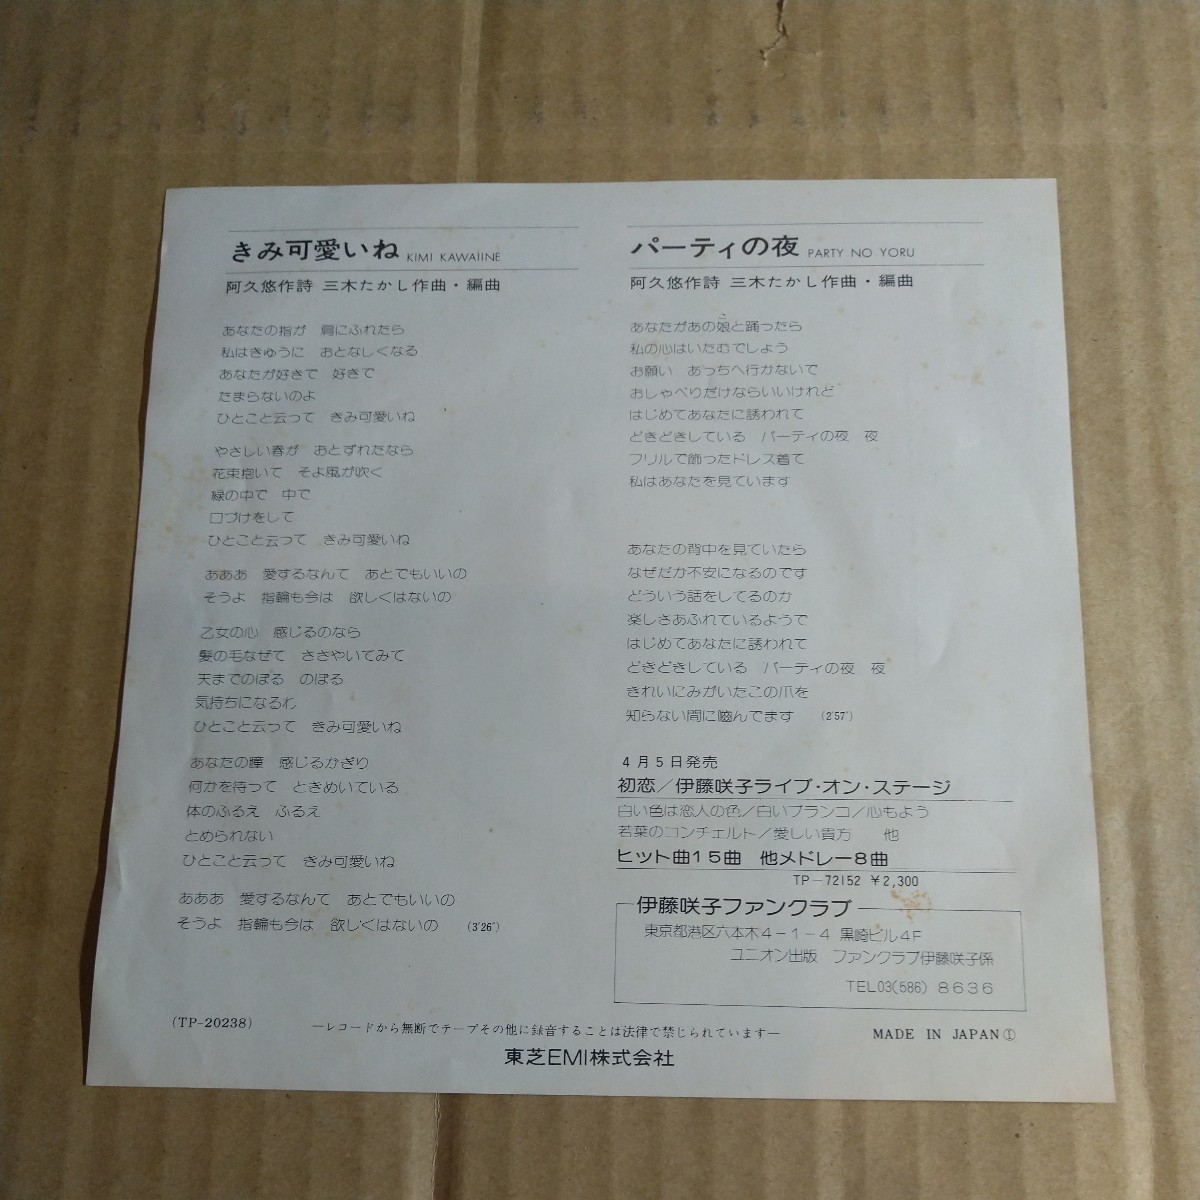 きみ可愛いね KIMI KAWAIINE
阿久悠作詩 三木たかし作曲・編曲
あなたの指が 肩にふれたら
私はきゅうに おとなしくなる
あなたが好きで 好きで
たまらないのよ
ひとこと云って きみ可愛いね
やさしい春が おとずれたなら
花束抱いて そよ風が吹く
緑の中で 中で
口づけをして
ひとこと云って きみ可愛いね
あああ 愛するなんて あとでもいいの
そうよ 指輪も今は 欲しくはないの
乙女の心 感じるのなら
髪の毛なぜて ささやいてみて
天までのぼる のぼる
気持ちになるわ
ひとこと云って きみ可愛いね
あなたの瞳 感じるかぎり
何かを待って ときめいている
体のふるえ ふるえ
とめられない
ひとこと云って きみ可愛いね
あああ 愛するなんて あとでもいいの
そうよ 指輪も今は 欲しくはないの (3'26")
パーティの夜 PARTY NO YORU
阿久悠作詩 三木たかし作曲・編曲
こ
あなたがあの娘と踊ったら
私の心はいたむでしょう
お願い あっちへ行かないで
おしゃべりだけならいいけれど
はじめてあなたに誘われて
どきどきしている パーティの夜 夜
フリルで飾ったドレス着て
私はあなたを見ています
あなたの背中を見ていたら
なぜだか不安になるのです
どういう話をしてるのか
楽しさあふれているようで
はじめてあなたに誘われて
どきどきしている パーティの夜 夜
きれいにみがいたこの爪を
知らない間に噛んでます (2'57")
4月5日発売
初恋／伊藤咲子ライブ・オン・ステージ
白い色は恋人の色／白いブランコ／心もよう
若葉のコンチェルト／愛しい貴方 他
ヒット曲15曲 他メドレー8曲
TP-72152 ￥2,300
伊藤咲子ファンクラブ
東京都港区六本木4-1-4 黒崎ビル4F
ユニオン出版 ファンクラブ伊藤咲子係
TEL03(586)8636
(TP-20238)
―レコードから無断でテープその他に録音することは法律で禁じられています―
MADE IN JAPAN①
東芝EMI株式会社